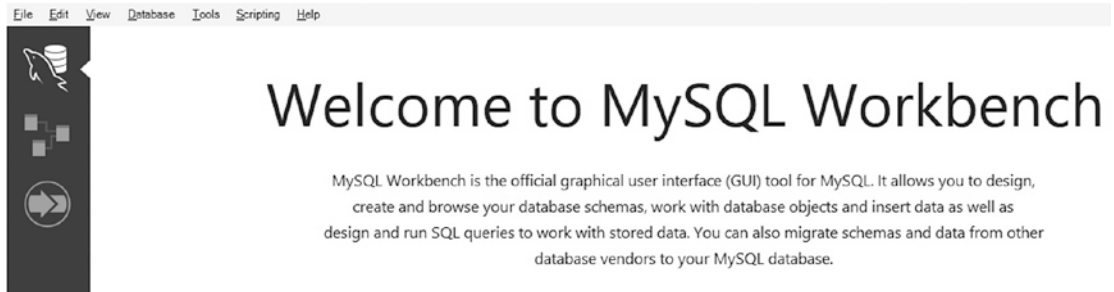 File Edit View Database Tools Scripting Help
Welcome to MySQL Workbench
MySQL Workbench is the official graphical user interface (GUI) tool for MySQL. It allows you to design,
create and browse your database schemas, work with database objects and insert data as well as
design and run SQL queries to work with stored data. You can also migrate schemas and data from other
database vendors to your MySQL database.